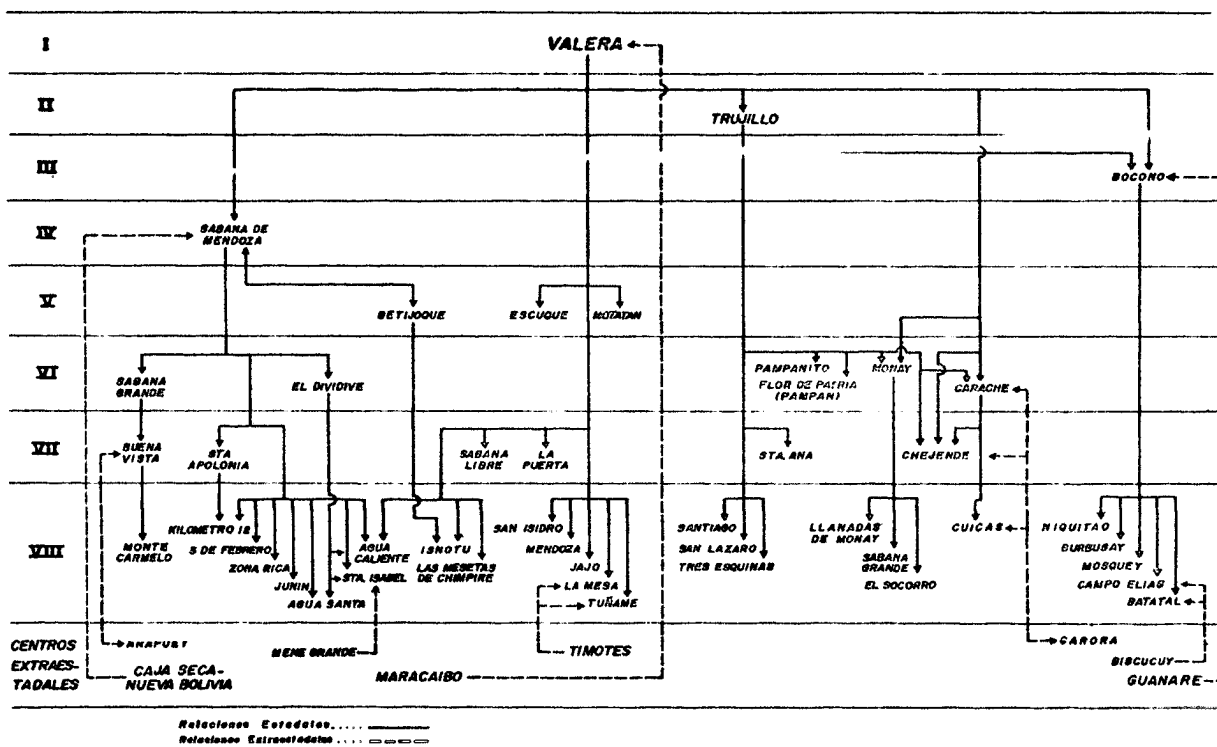 I
VALERA
II
TRUJILLO
III
BOCONO
IV
SABANA DE
MENDOZA
V
BETIJOQUE
ESCUQUE
MOTATAN
VI
SABANA
GRANDE
EL DIVIDIVE
PAMPANITO
FLOR DE PATRIA
(PAMPAN)
MONAY
CARACHE
VII
BUENA
VISTA
STA
APOLONIA
SABANA
LIBRE
LA
PUERTA
STA. ANA
CHEJENDE
VIII
MONTE
CARMELO
KILOMETRO 12
5 DE FEBRERO
ZONA RICA
JUNIN
AGUA SANTA
STA. ISABEL
AGUA
CALIENTE
ISNOTU
LAS MESETAS
DE CHIMPIRE
SAN ISIDRO
MENDOZA
JAJO
LA MESA
TUÑAME
SANTIAGO
SAN LAZARO
TRES ESQUINAS
LLANADAS
DE MONAY
SABANA
GRANDE
EL SOCORRO
CUICAS
NIQUITAO
BURBUSAY
MOSQUEY
CAMPO ELIAS
BATATAL
CENTROS
EXTRAES-
TADALES
CAJA SECA-
NUEVA BOLIVIA
MENE GRANDE
MARACAIBO
TIMOTES
CARORA
BISCUCUY
GUANARE
Relaciones Estadales.....
Relaciones Extraestadales....